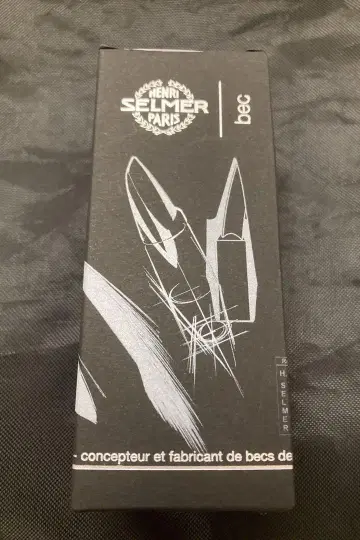 HENRI
SELMER
PARIS
bec
H. SELMER
- concepteur et fabricant de becs de